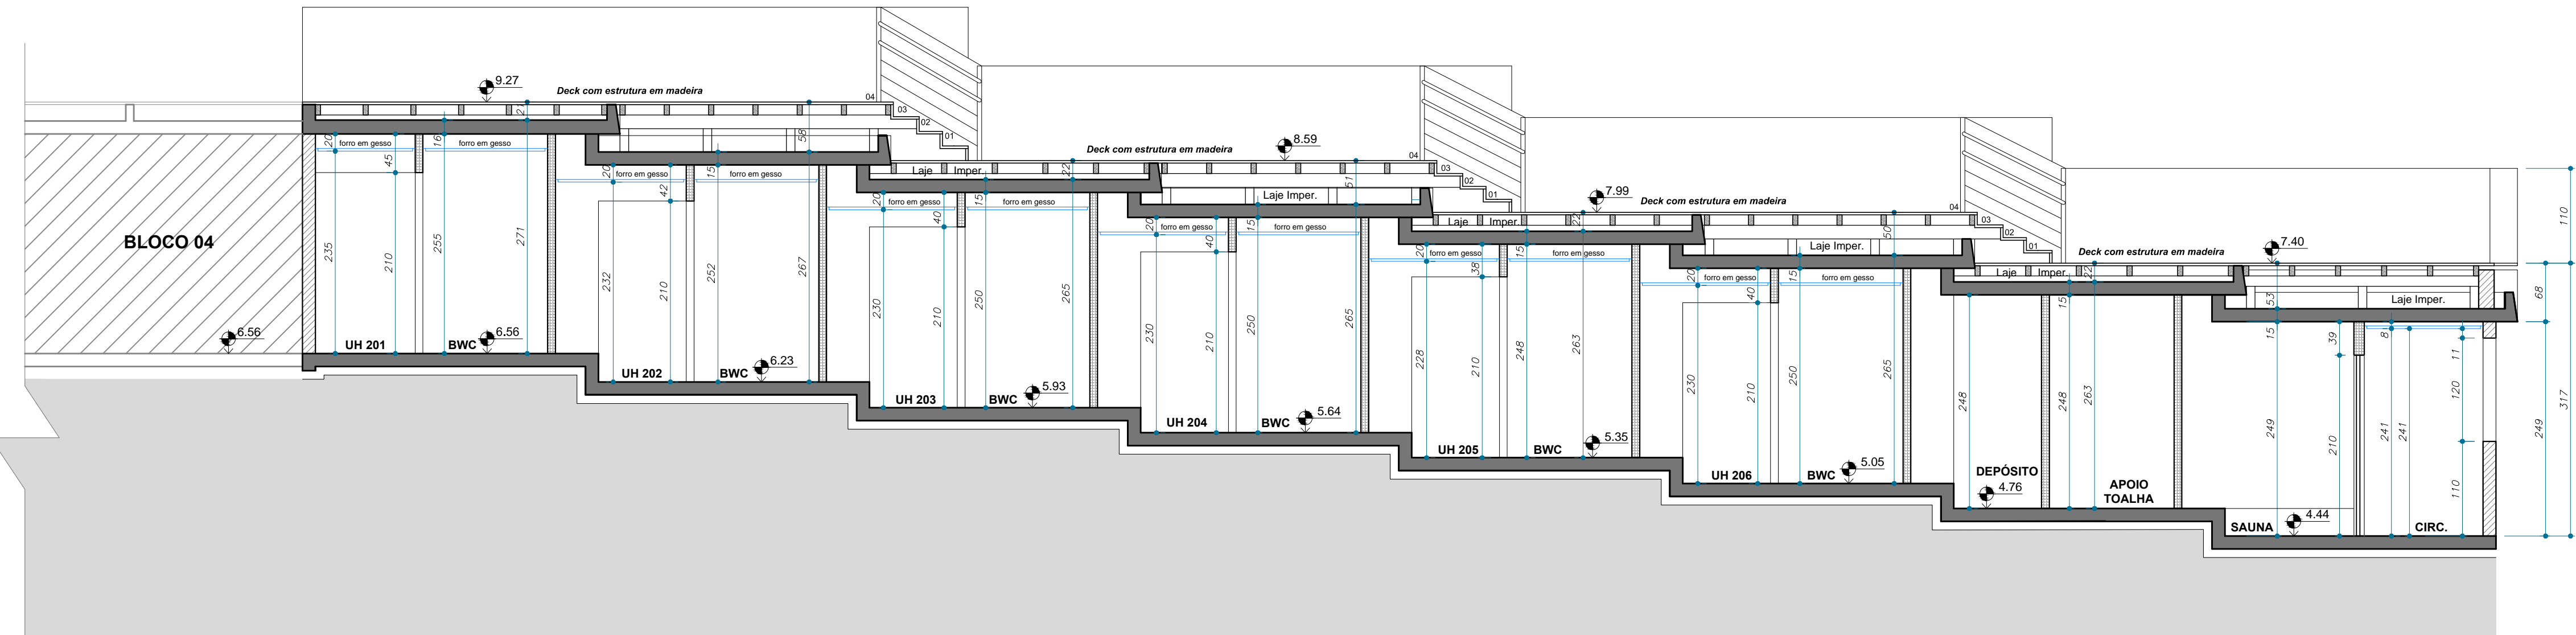 9.27
Deck com estrutura em madeira
04
03
02
01
21
58
20
45
16
forro em gesso
forro em gesso
BLOCO 04
235
210
255
271
6.56
UH 201
BWC
6.56
20
42
15
forro em gesso
forro em gesso
232
210
252
267
UH 202
BWC
6.23
Deck com estrutura em madeira
8.59
04
03
02
01
Laje Imper.
22
51
20
40
15
forro em gesso
forro em gesso
230
210
250
265
UH 203
BWC
5.93
Laje Imper.
20
40
15
forro em gesso
forro em gesso
230
210
250
265
UH 204
BWC
5.64
7.99
Deck com estrutura em madeira
04
03
02
01
Laje Imper.
22
50
20
38
15
forro em gesso
forro em gesso
228
210
248
263
UH 205
BWC
5.35
Laje Imper.
20
40
15
forro em gesso
forro em gesso
230
210
250
265
UH 206
BWC
5.05
Deck com estrutura em madeira
7.40
Laje Imper.
22
15
53
248
248
263
DEPÓSITO
4.76
APOIO
TOALHA
Laje Imper.
15
39
8
11
249
210
241
241
120
110
SAUNA
4.44
CIRC.
110
68
249
317